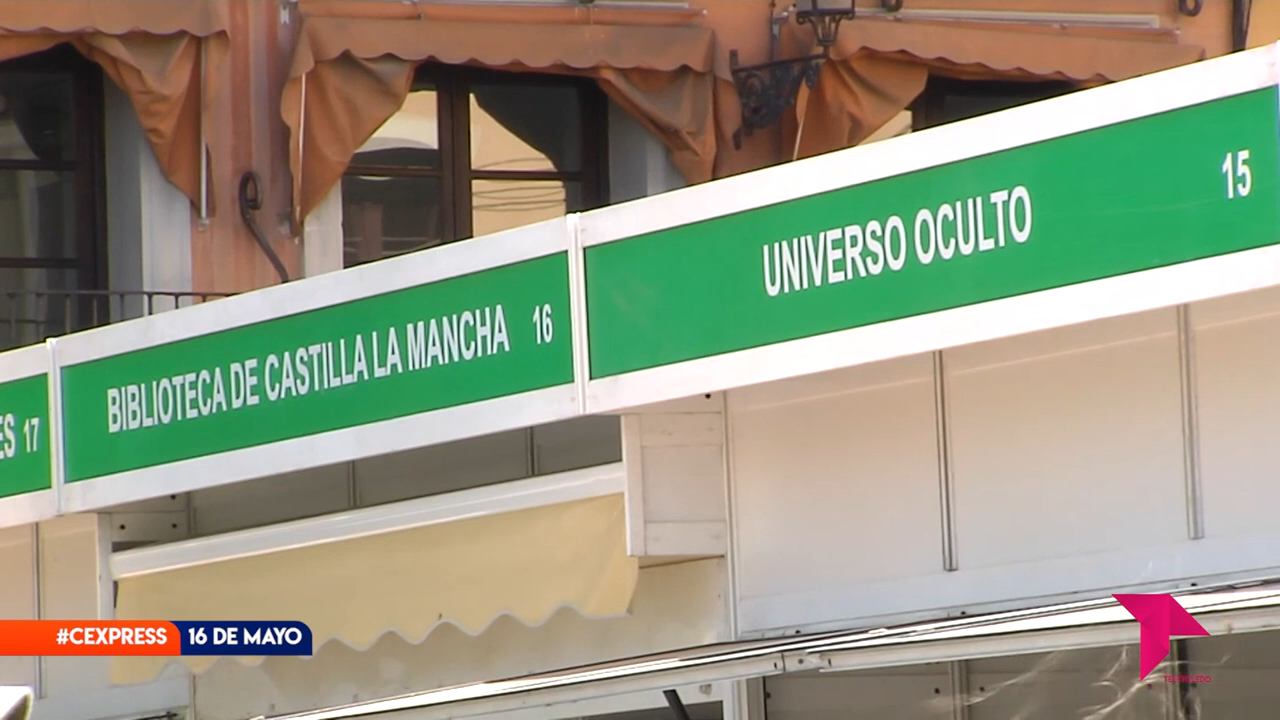 UNIVERSO OCULTO 15
BIBLIOTECA DE CASTILLA LA MANCHA 16
ES 17
#CEXPRESS 16 DE MAYO